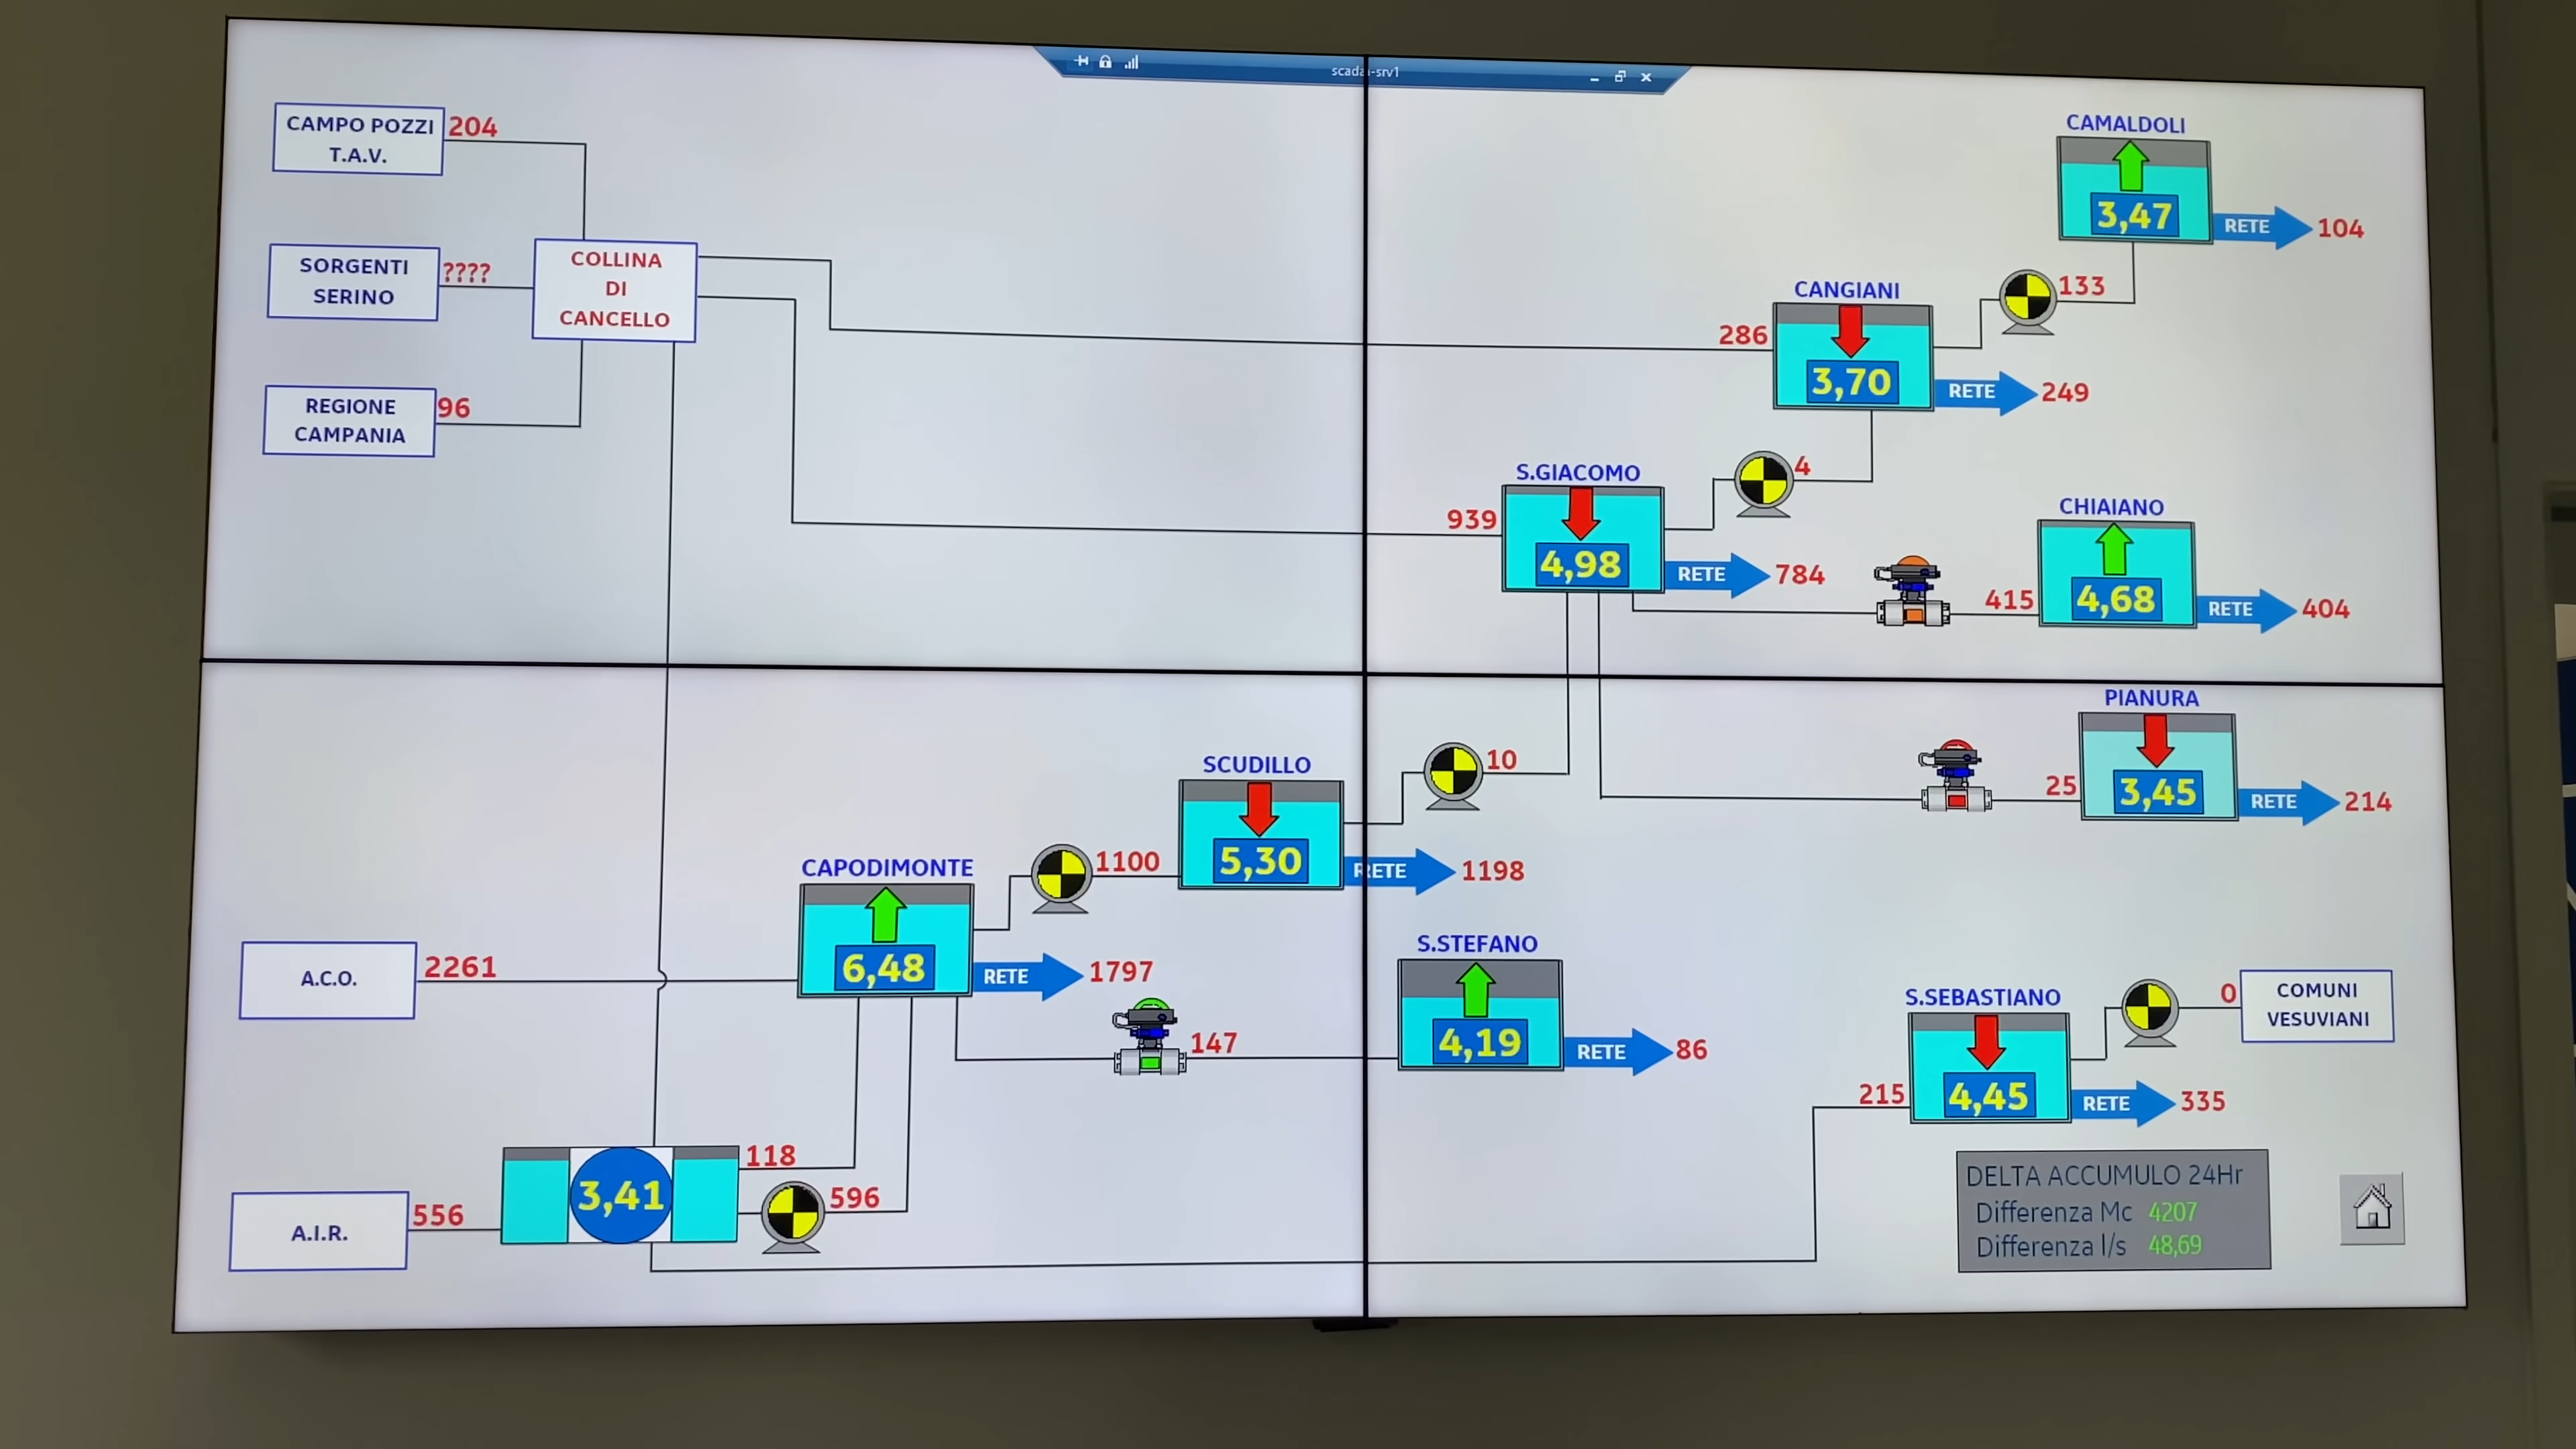 scada-srv1
CAMPO POZZI
T.A.V.
204
SORGENTI
SERINO
????
COLLINA
DI
CANCELLO
REGIONE
CAMPANIA
96
CAMALDOLI
3,47
RETE
104
133
CANGIANI
286
3,70
RETE
249
4
S.GIACOMO
939
4,98
RETE
784
CHIAIANO
415
4,68
RETE
404
PIANURA
25
3,45
RETE
214
SCUDILLO
10
5,30
RETE
1198
CAPODIMONTE
1100
6,48
RETE
1797
A.C.O.
2261
S.STEFANO
147
4,19
RETE
86
S.SEBASTIANO
0
COMUNI
VESUVIANI
215
4,45
RETE
335
118
3,41
596
A.I.R.
556
DELTA ACCUMULO 24Hr
Differenza Mc 4207
Differenza l/s 48,69